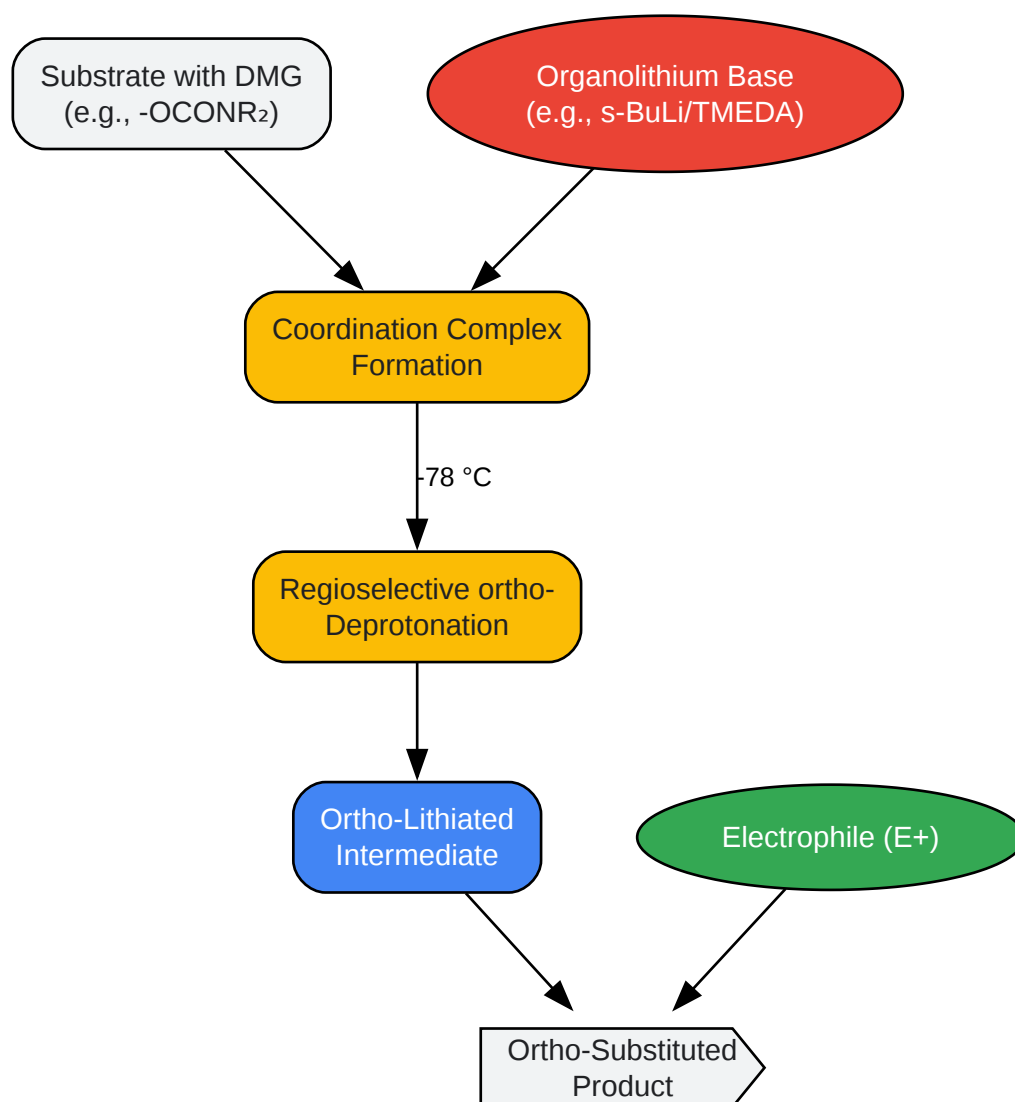 Substrate with DMG
(e.g., -OCONR₂)
Organolithium Base
(e.g., s-BuLi/TMEDA)
Coordination Complex
Formation
-78 °C
Regioselective ortho-
Deprotonation
Ortho-Lithiated
Intermediate
Electrophile (E+)
Ortho-Substituted
Product